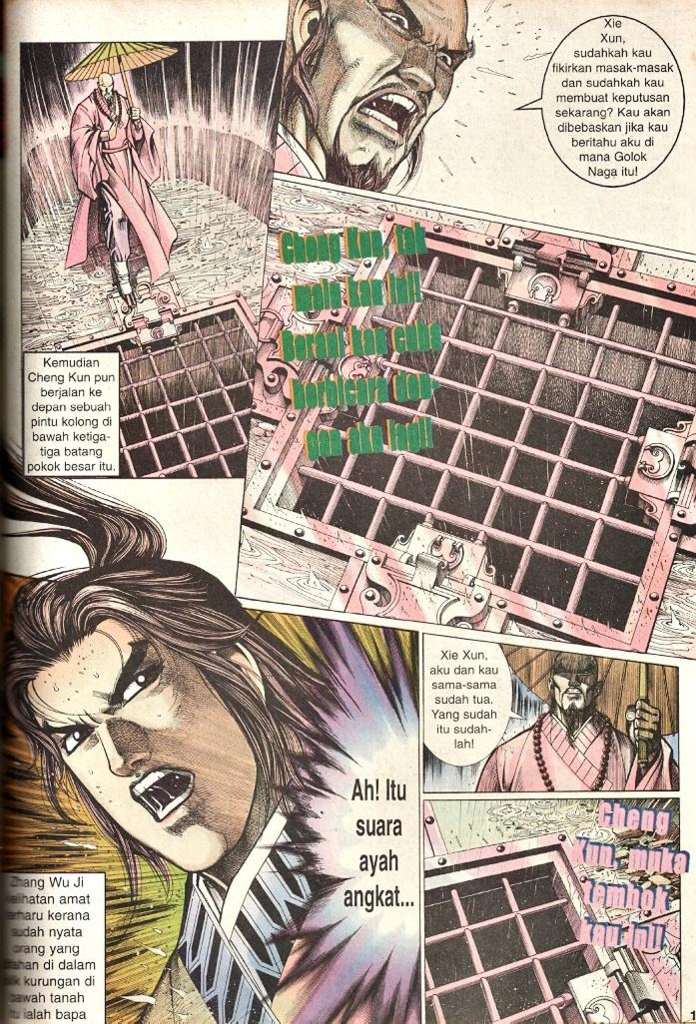 Xie
Xun,
sudahkah kau
fikirkan masak-masak
dan sudahkah kau
membuat keputusan
sekarang? Kau akan
dibebaskan jika kau
beritahu aku di
mana Golok
Naga itu!
Kemudian
Cheng Kun pun
berjalan ke
depan sebuah
pintu kolong di
bawah ketiga-
tiga batang
pokok besar itu.
Cheng Kun, tak
malu kau ini!!
Berani kau cuba
berbicara den-
gan aku lagi!!
Ah! Itu
suara
ayah
angkat...
Xie Xun,
aku dan kau
sama-sama
sudah tua.
Yang sudah
itu sudah-
lah!
Cheng
Kun, muka
tembok
kau ini!!
Zhang Wu Ji
kelihatan amat
terharu kerana
sudah nyata
orang yang
di dalam
kurungan di
bawah tanah
itu ialah bapa